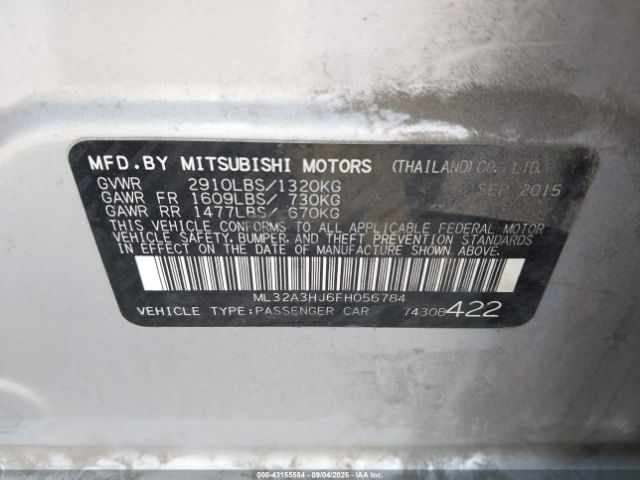 MFD.BY MITSUBISHI MOTORS (THAILAND) CO., LTD.
GVWR 2910LBS/1320KG SEP 2015
GAWR FR 1609LBS/ 730KG
GAWR RR 1477LBS/ 670KG
THIS VEHICLE CONFORMS TO ALL APPLICABLE FEDERAL MOTOR
VEHICLE SAFETY, BUMPER, AND THEFT PREVENTION STANDARDS
IN EFFECT ON THE DATE OF MANUFACTURE SHOWN ABOVE.
ML32A3HJ6FH056784
VEHICLE TYPE:PASSENGER CAR 7430B422
000-43155554 - 09/04/2025 - IAAI.com